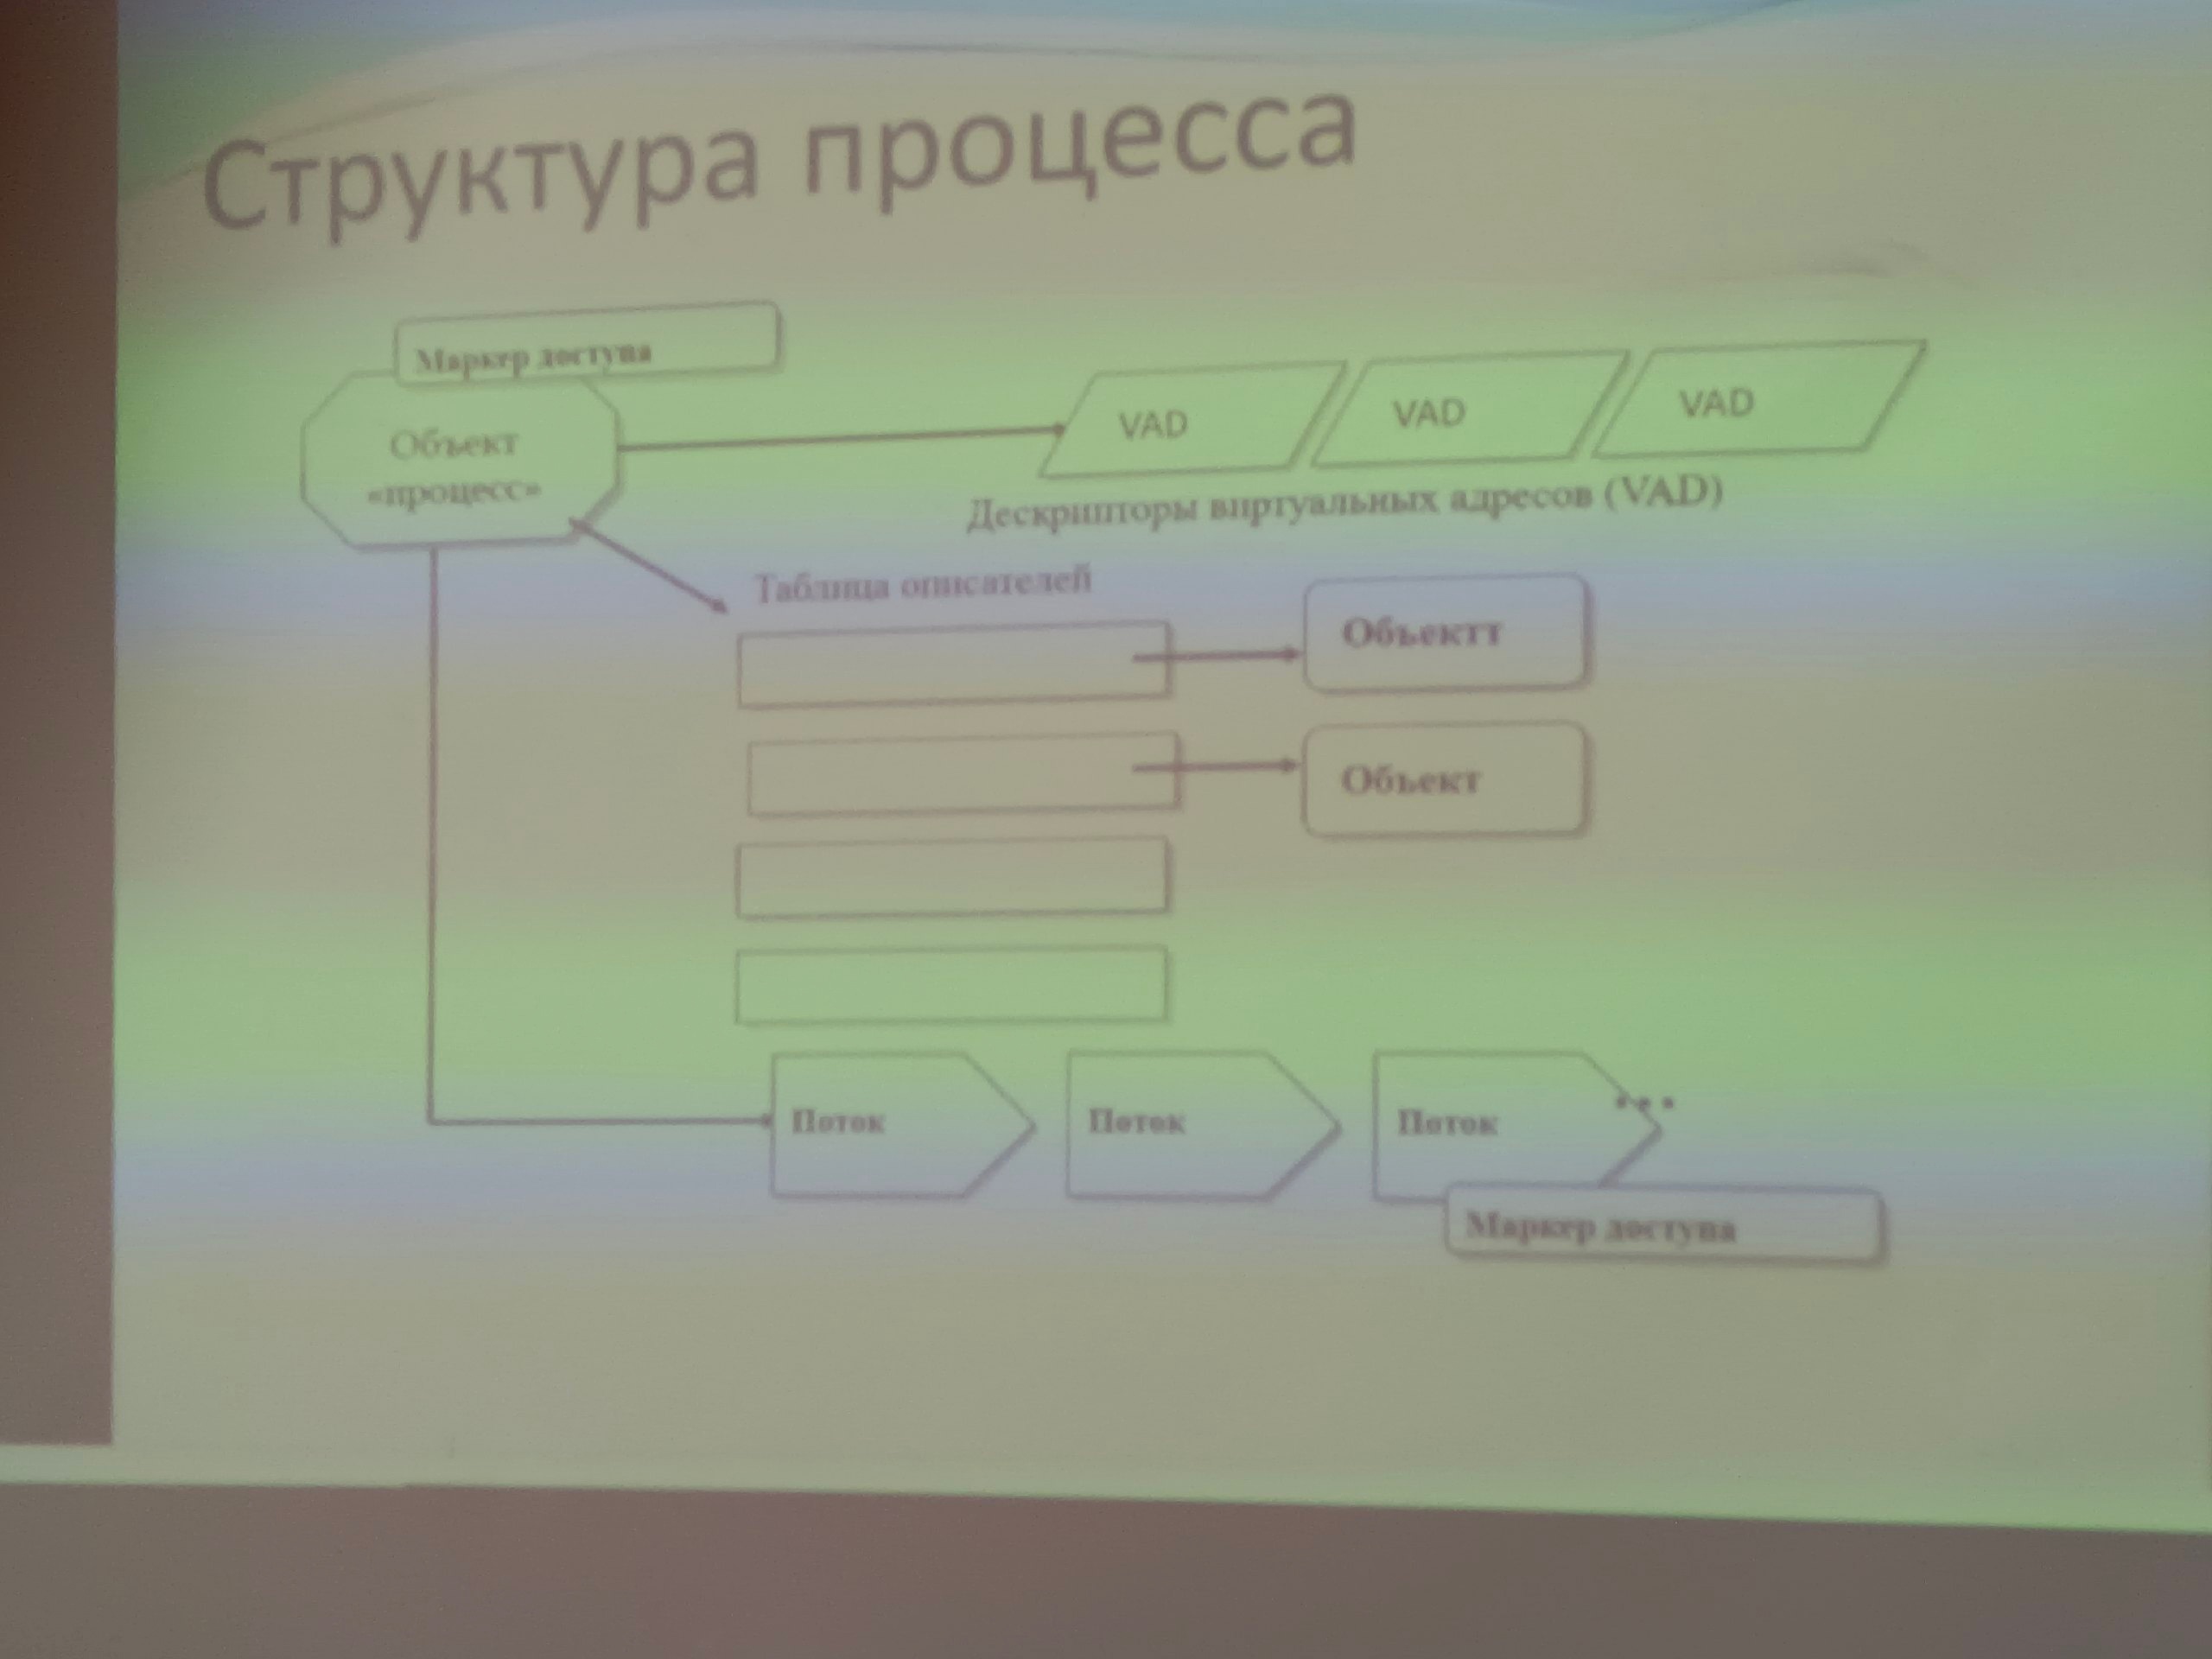 Структура процесса
Маркер доступа
Объект
«процесс»
VAD
VAD
VAD
Дескрипторы виртуальных адресов (VAD)
Таблица описателей
Объектт
Объект
Поток
Поток
Поток
...
Маркер доступа